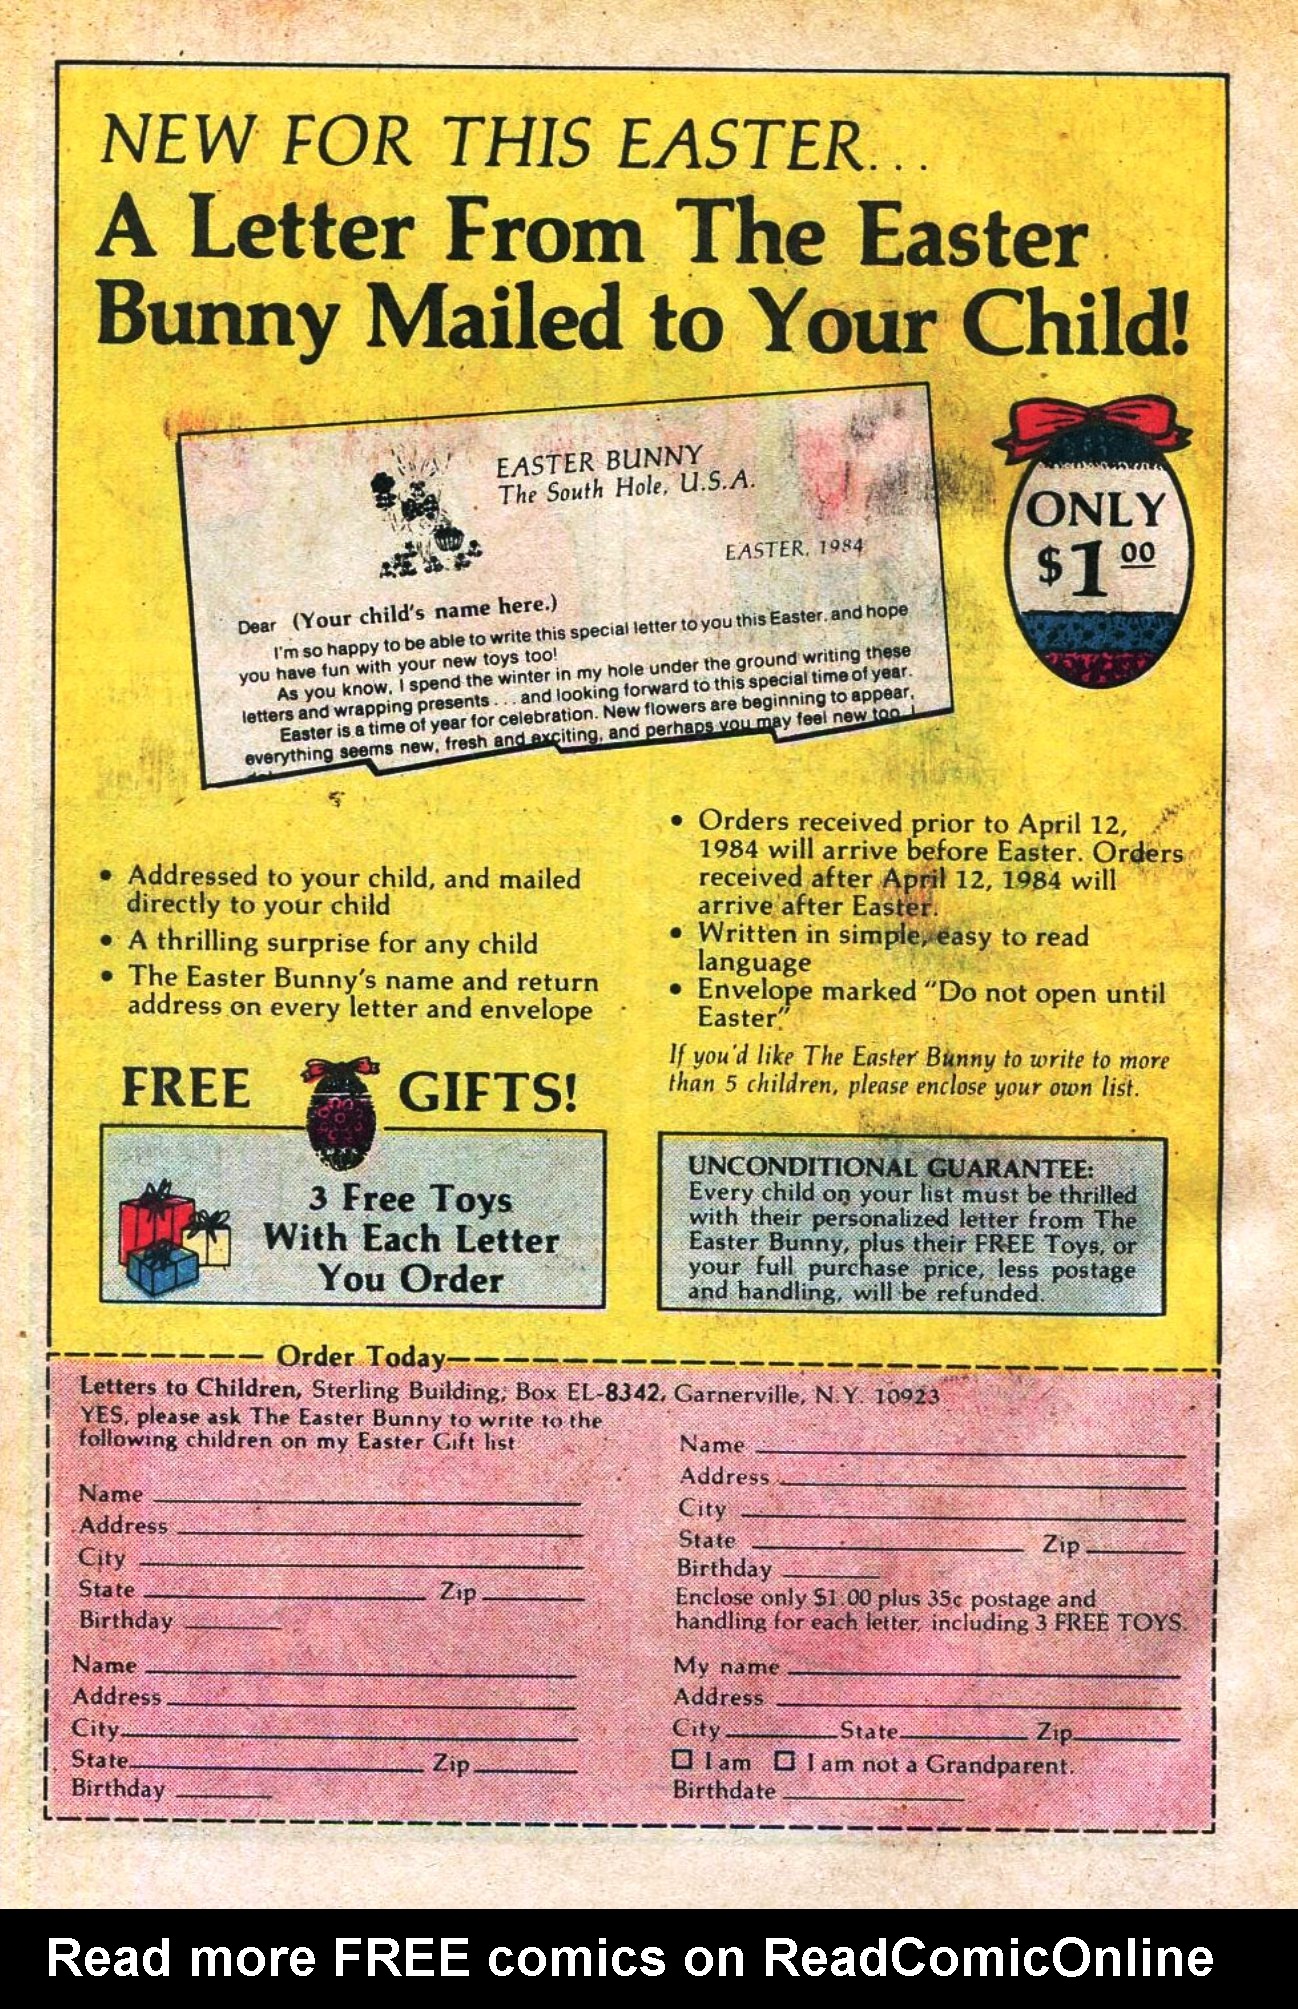 NEW FOR THIS EASTER...
A Letter From The Easter
Bunny Mailed to Your Child!
EASTER BUNNY
The South Hole, U.S.A.
EASTER, 1984
Dear (Your child's name here.)
I'm so happy to be able to write this special letter to you this Easter, and hope
you have fun with your new toys too!
As you know, I spend the winter in my hole under the ground writing these
letters and wrapping presents . . . and looking forward to this special time of year.
Easter is a time of year for celebration. New flowers are beginning to appear,
everything seems new, fresh and exciting, and perhaps you may feel new too. I
ONLY
$1 00
• Addressed to your child, and mailed
directly to your child
• A thrilling surprise for any child
• The Easter Bunny's name and return
address on every letter and envelope
• Orders received prior to April 12,
1984 will arrive before Easter. Orders
received after April 12, 1984 will
arrive after Easter.
• Written in simple, easy to read
language
• Envelope marked "Do not open until
Easter."
If you'd like The Easter Bunny to write to more
than 5 children, please enclose your own list.
FREE GIFTS!
3 Free Toys
With Each Letter
You Order
UNCONDITIONAL GUARANTEE:
Every child on your list must be thrilled
with their personalized letter from The
Easter Bunny, plus their FREE Toys, or
your full purchase price, less postage
and handling, will be refunded.
Order Today
Letters to Children, Sterling Building, Box EL-8342, Garnerville, N.Y. 10923
YES, please ask The Easter Bunny to write to the
following children on my Easter Gift list
Name
Address
City
State Zip
Birthday
Name
Address
City
State Zip
Birthday
Name
Address
City
State Zip
Birthday
Enclose only $1.00 plus 35c postage and
handling for each letter, including 3 FREE TOYS.
My name
Address
City State Zip
I am I am not a Grandparent.
Birthdate
Read more FREE comics on ReadComicOnline